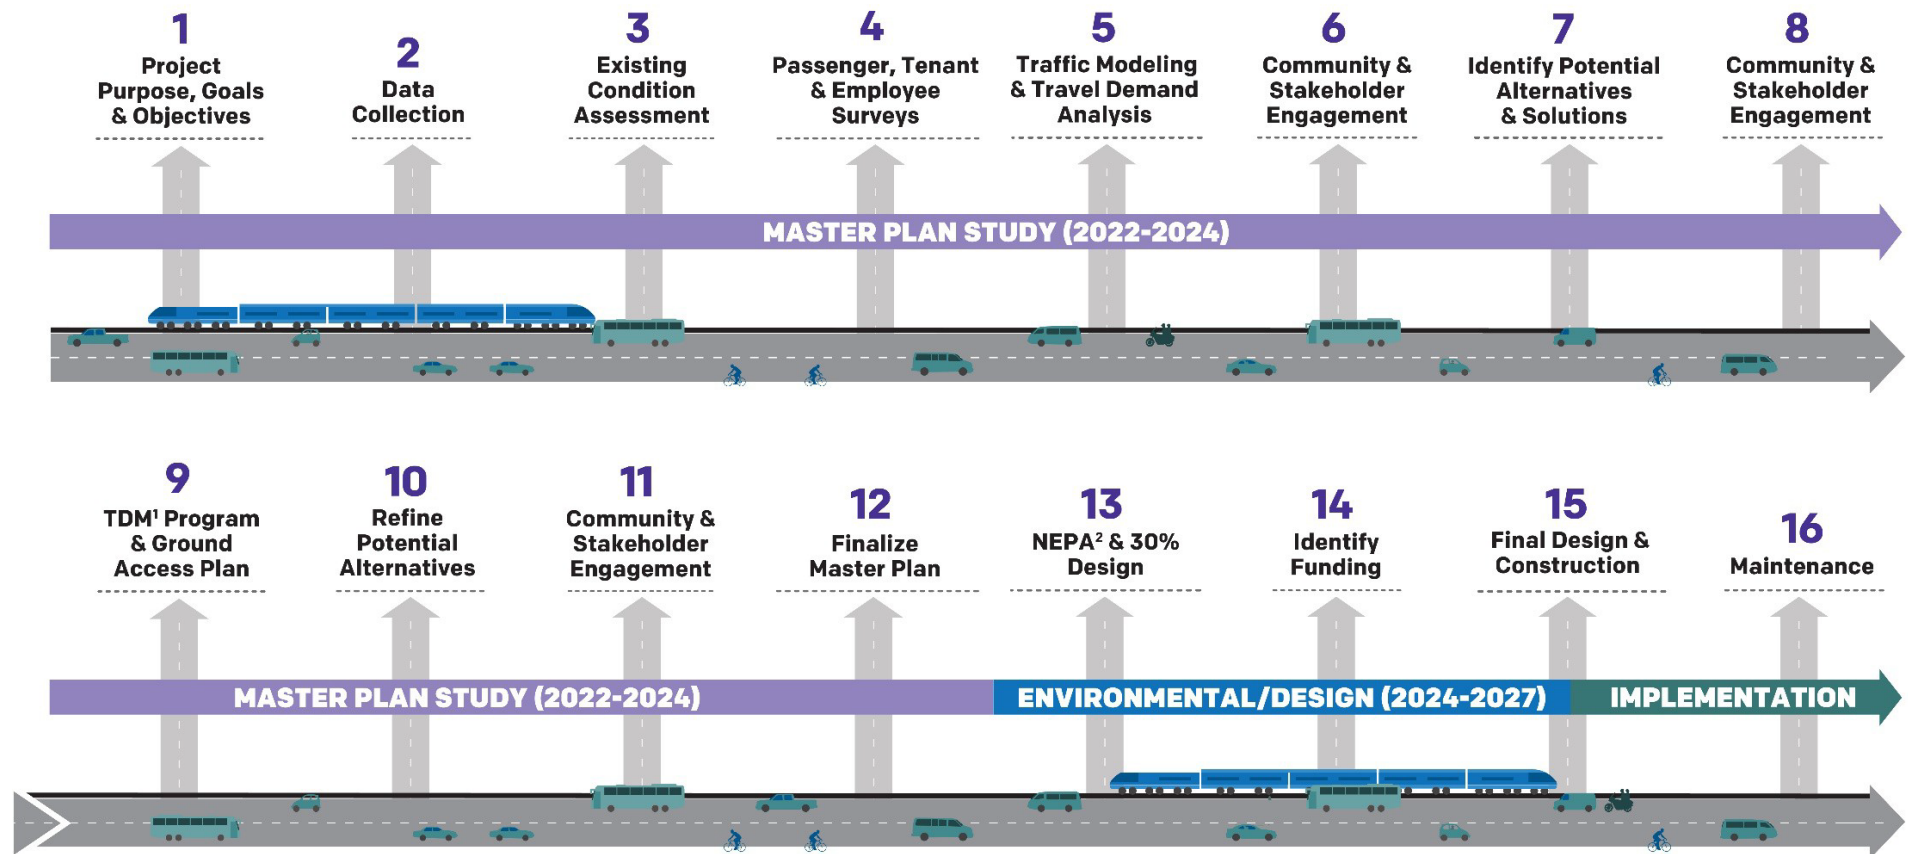 1
Project
Purpose, Goals
& Objectives
2
Data
Collection
3
Existing
Condition
Assessment
4
Passenger, Tenant
& Employee
Surveys
5
Traffic Modeling
& Travel Demand
Analysis
6
Community &
Stakeholder
Engagement
7
Identify Potential
Alternatives
& Solutions
8
Community &
Stakeholder
Engagement
MASTER PLAN STUDY (2022-2024)
9
TDM¹ Program
& Ground
Access Plan
10
Refine
Potential
Alternatives
11
Community &
Stakeholder
Engagement
12
Finalize
Master Plan
13
NEPA² & 30%
Design
14
Identify
Funding
15
Final Design &
Construction
16
Maintenance
MASTER PLAN STUDY (2022-2024)
ENVIRONMENTAL/DESIGN (2024-2027)
IMPLEMENTATION